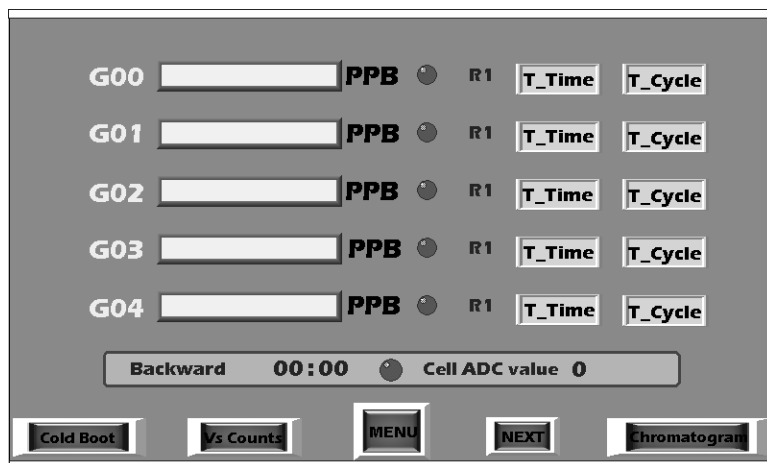 G00 PPB R1 T_Time T_Cycle
G01 PPB R1 T_Time T_Cycle
G02 PPB R1 T_Time T_Cycle
G03 PPB R1 T_Time T_Cycle
G04 PPB R1 T_Time T_Cycle
Backward 00:00 Cell ADC value 0
Cold Boot Vs Counts MENU NEXT Chromatogram